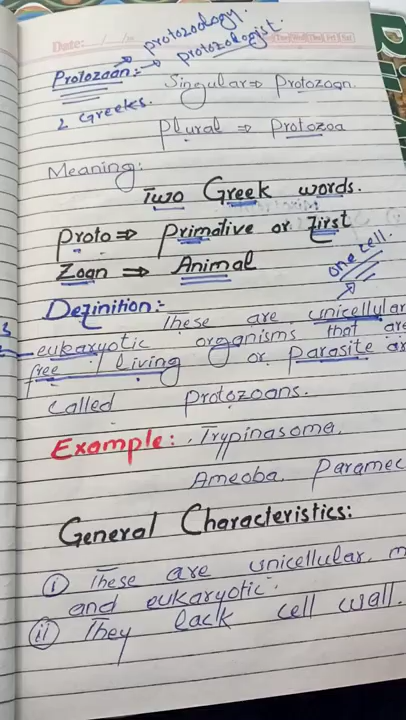 Date:
protozoology.
Protozoan:→ protozologist.
Singular⇒ Protozoan.
2 Greeks.
Plural ⇒ Protozoa
Meaning:
Two Greek words.
Proto⇒ Primative or First
Zoan ⇒ Animal
one cell.
Definition:-
These are unicellular
eukaryotic organisms that are
free living or parasite ar
called Protozoans.
Example: Trypinasoma,
Ameoba, Paramec
General Characteristics:
(i) These are unicellular, m
and eukaryotic.
(ii) They lack cell wall.